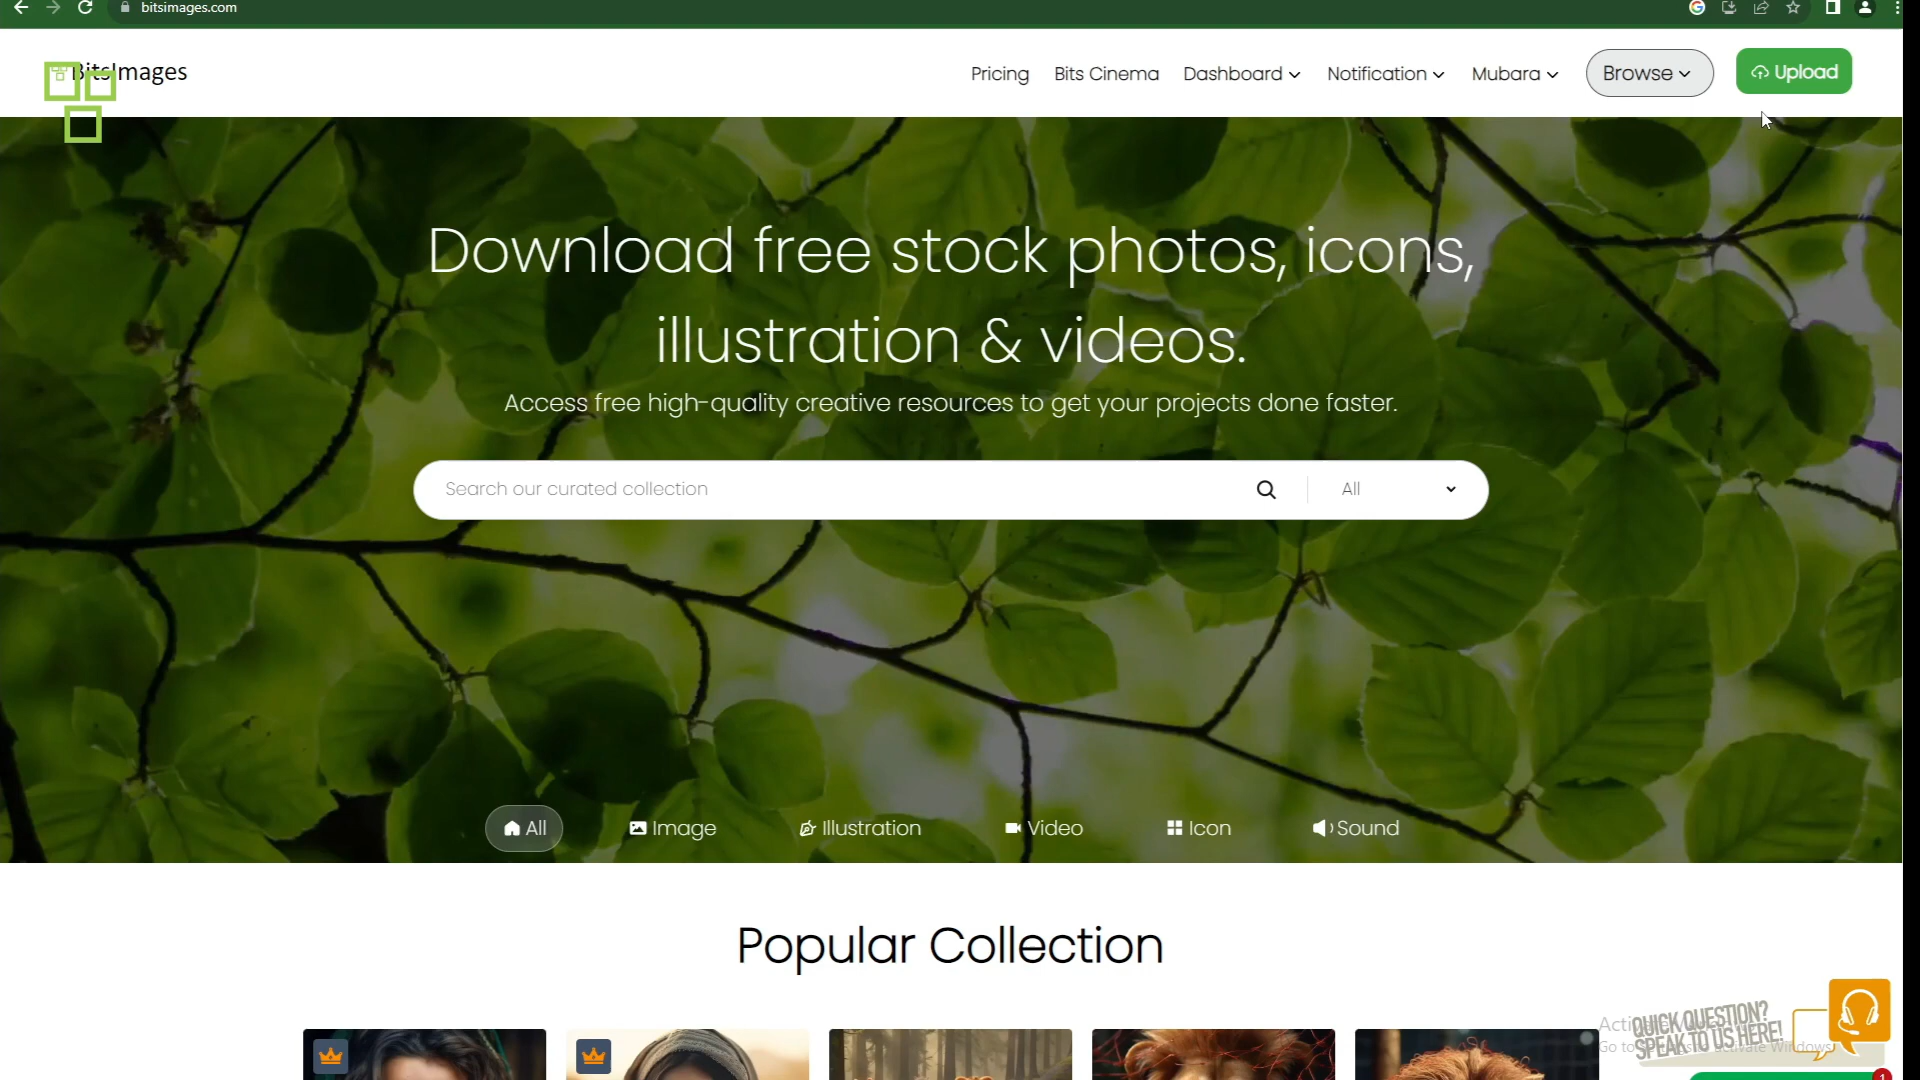 bitsimages.com
BitsImages
Pricing Bits Cinema Dashboard Notification Mubara Browse Upload
Download free stock photos, icons,
illustration & videos.
Access free high-quality creative resources to get your projects done faster.
Search our curated collection All
All Image Illustration Video Icon Sound
Popular Collection
QUICK QUESTION?
SPEAK TO US HERE!
1